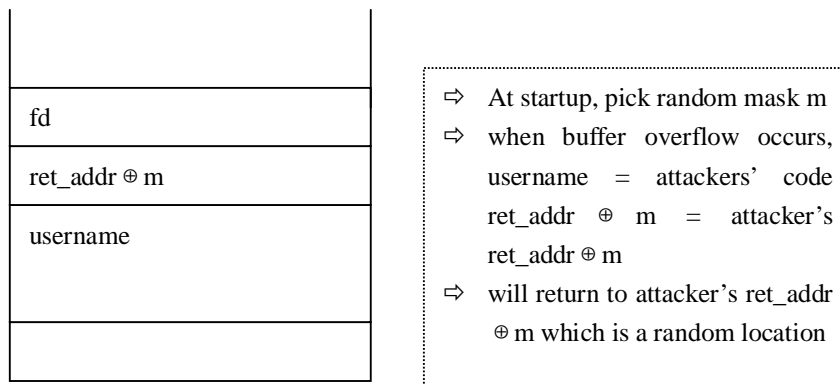 fd
ret_addr ⊕ m
username
⇨ At startup, pick random mask m
⇨ when buffer overflow occurs,
username = attackers’ code
ret_addr ⊕ m = attacker’s
ret_addr ⊕ m
⇨ will return to attacker’s ret_addr
⊕ m which is a random location